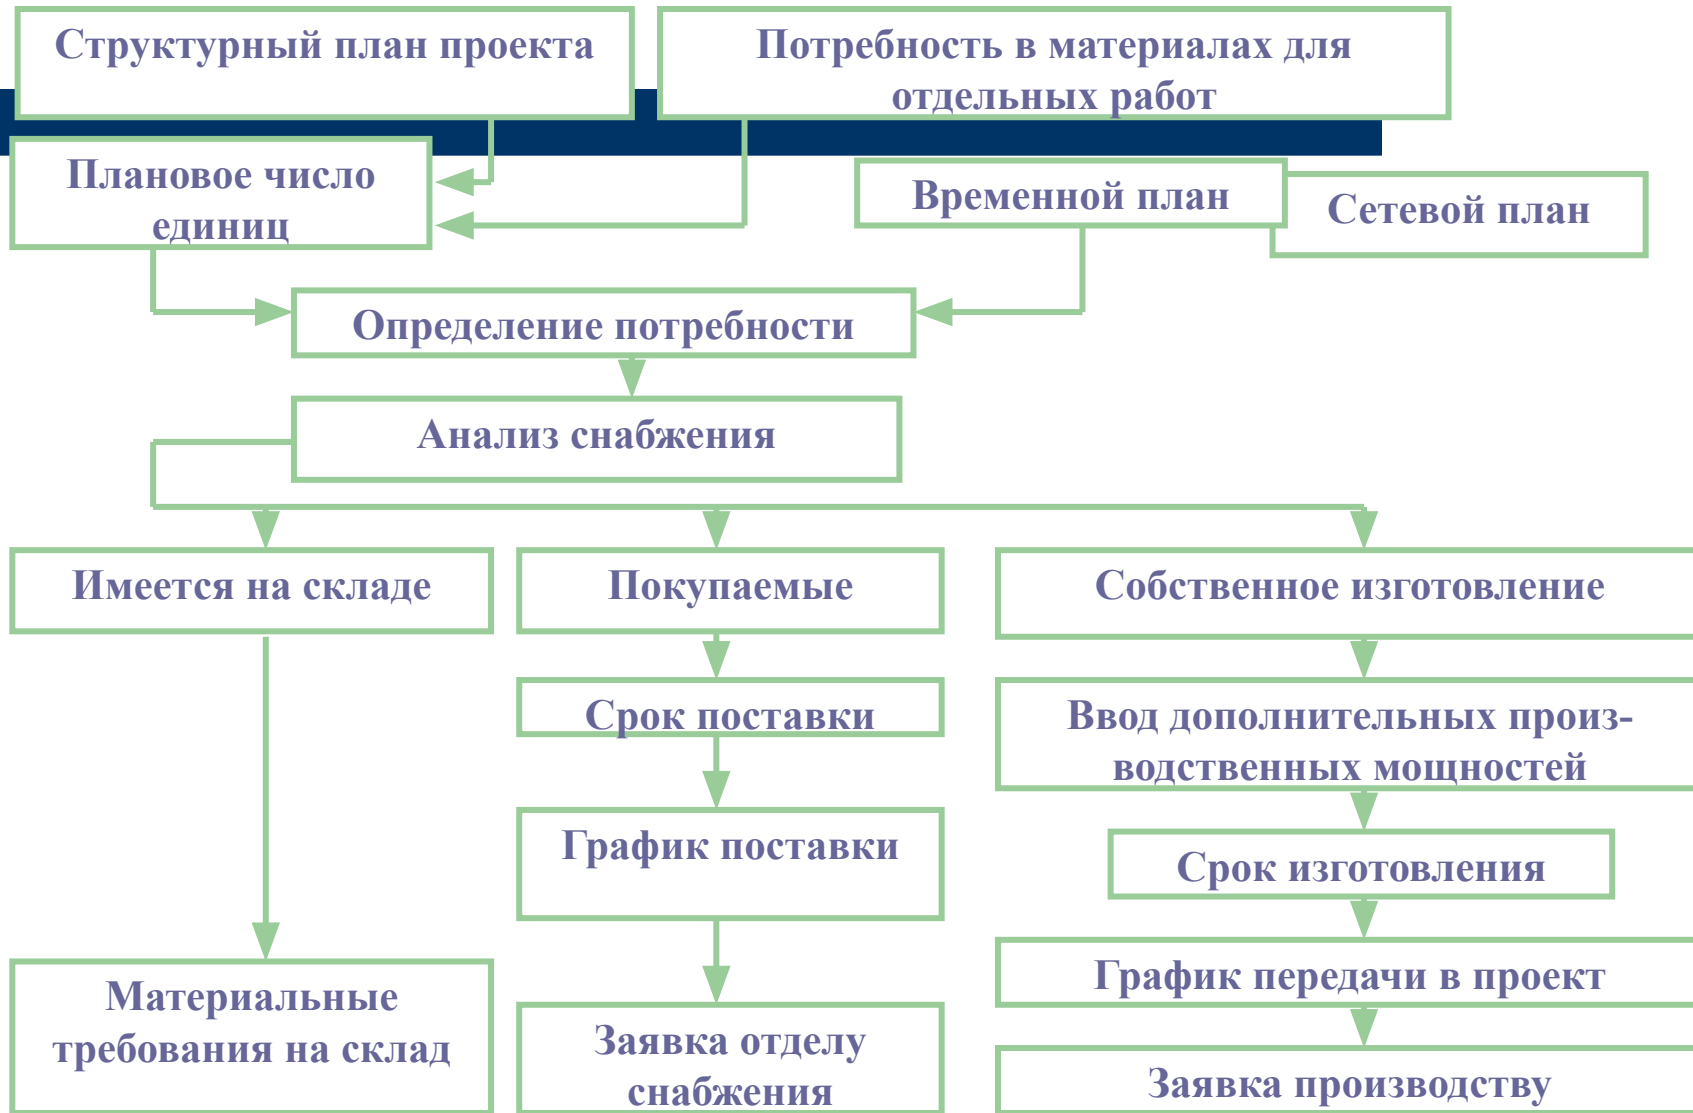 Структурный план проекта
Потребность в материалах для
отдельных работ
Плановое число
единиц
Временной план
Сетевой план
Определение потребности
Анализ снабжения
Имеется на складе
Покупаемые
Собственное изготовление
Срок поставки
Ввод дополнительных произ-
водственных мощностей
График поставки
Срок изготовления
График передачи в проект
Материальные
требования на склад
Заявка отделу
снабжения
Заявка производству